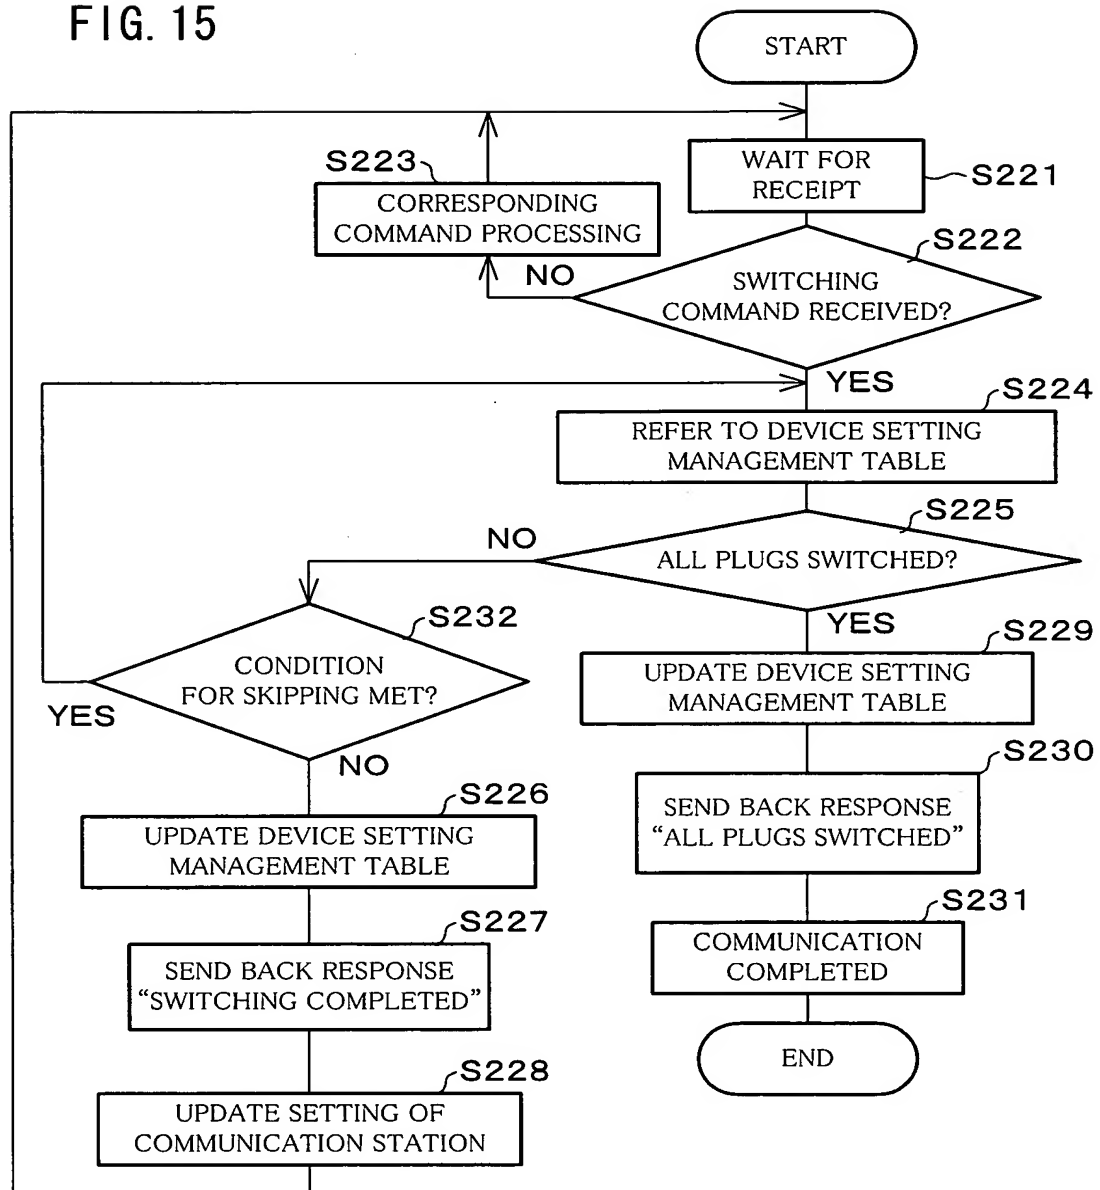 FIG. 15
START
WAIT FOR
RECEIPT
S221
S223
CORRESPONDING
COMMAND PROCESSING
S222
NO
SWITCHING
COMMAND RECEIVED?
YES
S224
REFER TO DEVICE SETTING
MANAGEMENT TABLE
S225
NO
ALL PLUGS SWITCHED?
YES
S232
CONDITION
FOR SKIPPING MET?
YES
NO
S229
UPDATE DEVICE SETTING
MANAGEMENT TABLE
S230
SEND BACK RESPONSE
“ALL PLUGS SWITCHED”
S231
COMMUNICATION
COMPLETED
END
S226
UPDATE DEVICE SETTING
MANAGEMENT TABLE
S227
SEND BACK RESPONSE
“SWITCHING COMPLETED”
S228
UPDATE SETTING OF
COMMUNICATION STATION